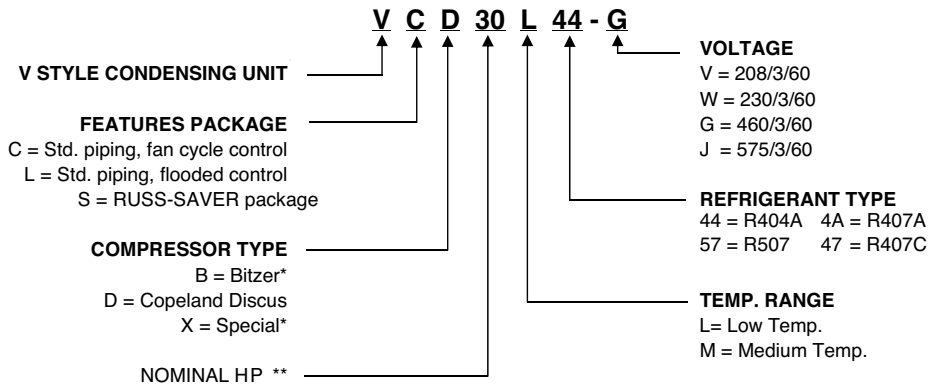 V C D 30 L 44 - G
V STYLE CONDENSING UNIT
FEATURES PACKAGE
C = Std. piping, fan cycle control
L = Std. piping, flooded control
S = RUSS-SAVER package
COMPRESSOR TYPE
B = Bitzer*
D = Copeland Discus
X = Special*
NOMINAL HP **
VOLTAGE
V = 208/3/60
W = 230/3/60
G = 460/3/60
J = 575/3/60
REFRIGERANT TYPE
44 = R404A 4A = R407A
57 = R507 47 = R407C
TEMP. RANGE
L= Low Temp.
M = Medium Temp.